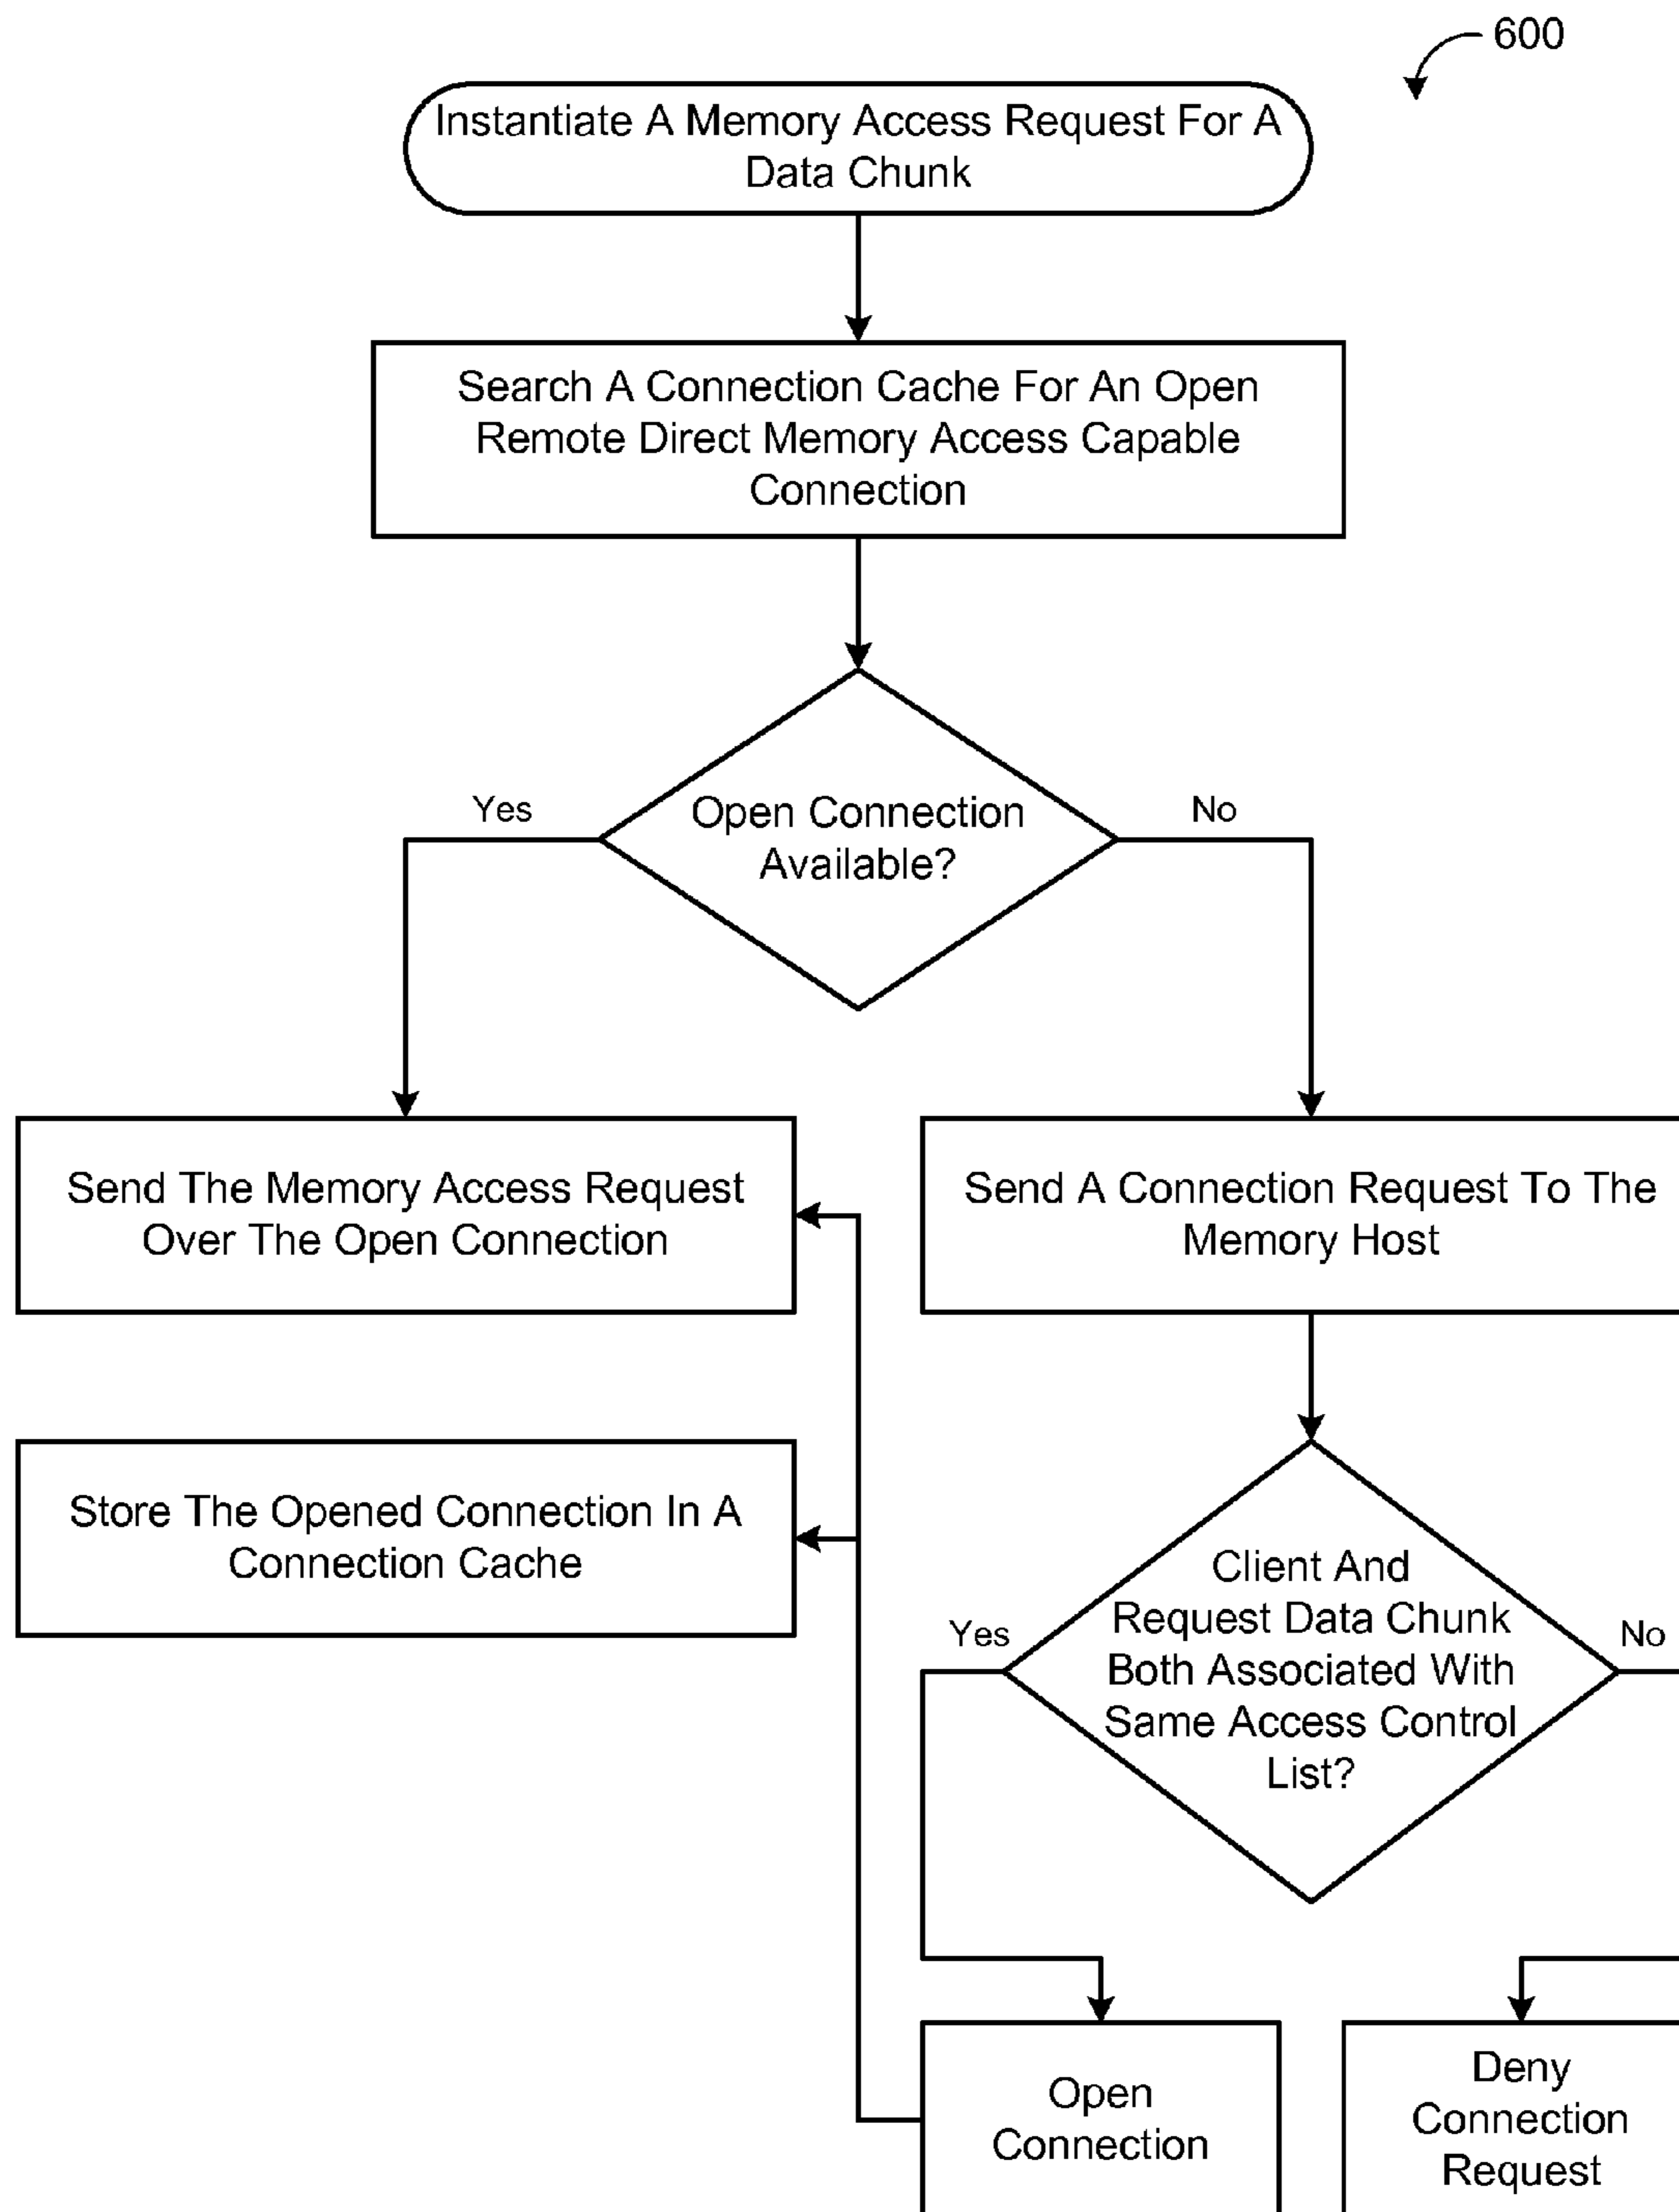 600
Instantiate A Memory Access Request For A
Data Chunk
Search A Connection Cache For An Open
Remote Direct Memory Access Capable
Connection
Open Connection
Available?
Yes
No
Send The Memory Access Request
Over The Open Connection
Send A Connection Request To The
Memory Host
Store The Opened Connection In A
Connection Cache
Client And
Request Data Chunk
Both Associated With
Same Access Control
List?
Yes
No
Open
Connection
Deny
Connection
Request